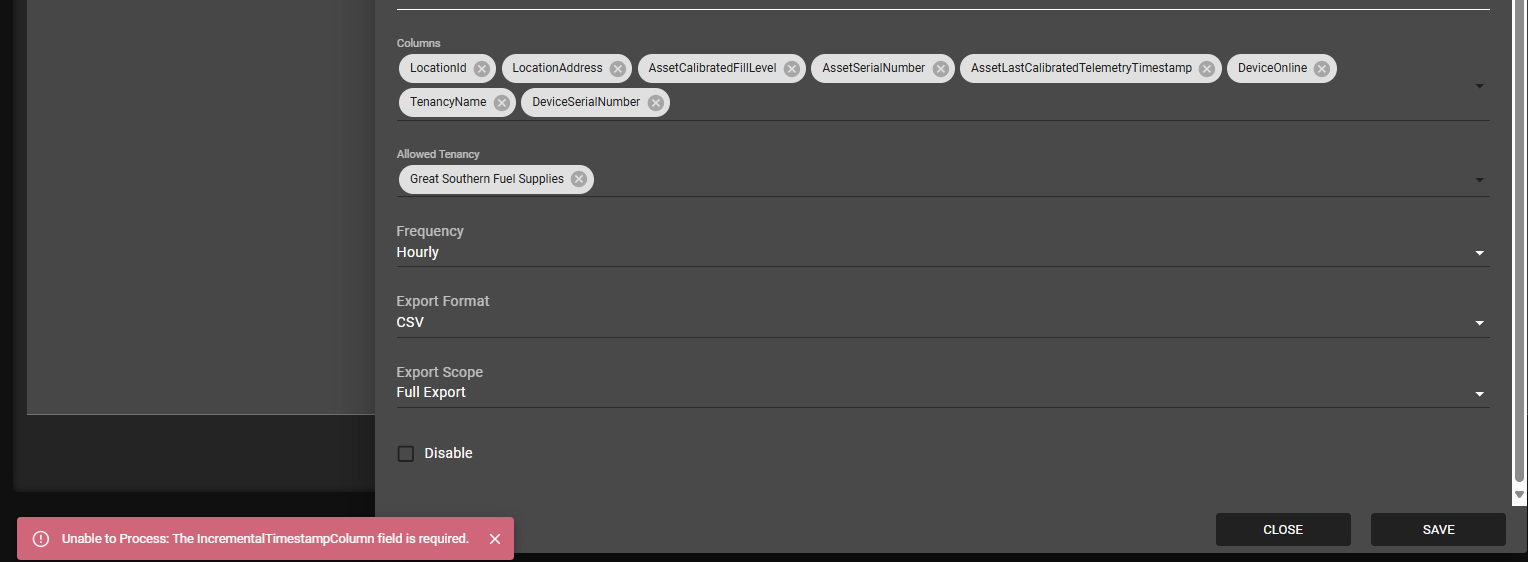 Columns
LocationId LocationAddress AssetCalibratedFillLevel AssetSerialNumber AssetLastCalibratedTelemetryTimestamp DeviceOnline
TenancyName DeviceSerialNumber
Allowed Tenancy
Great Southern Fuel Supplies
Frequency
Hourly
Export Format
CSV
Export Scope
Full Export
Disable
CLOSE SAVE
Unable to Process: The IncrementalTimestampColumn field is required.